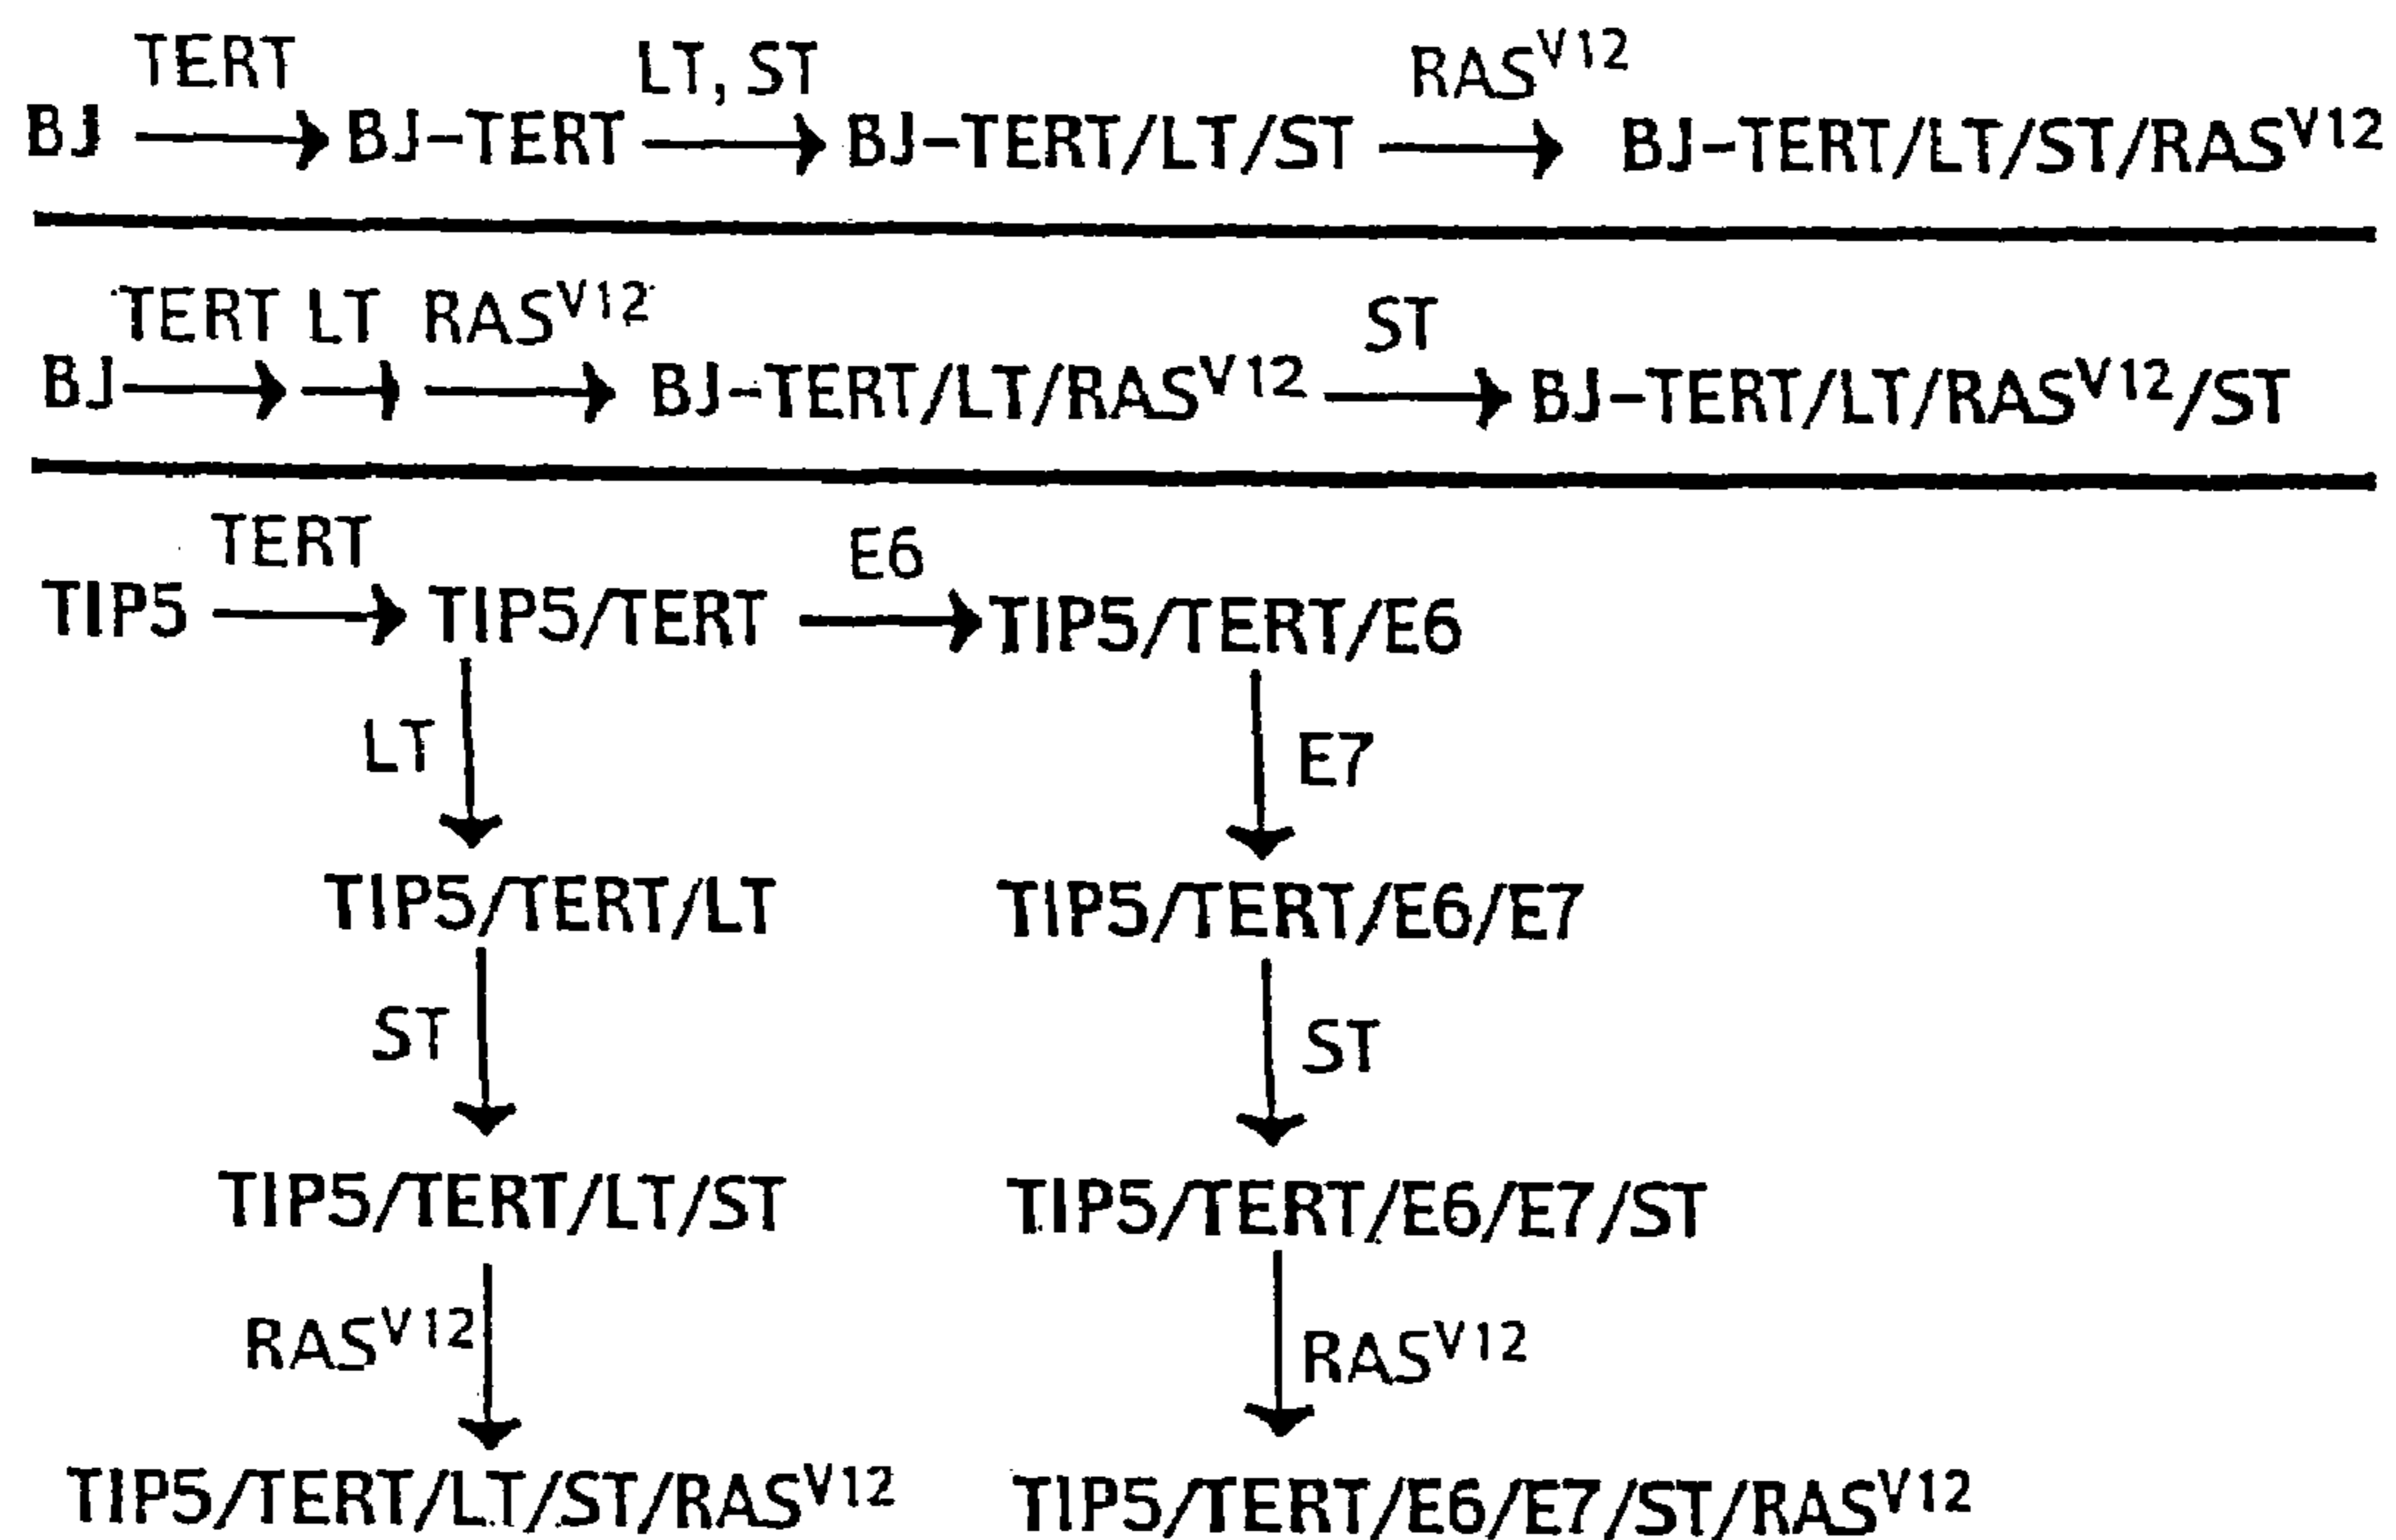 TERT LT, ST RASV12
BJ BJ-TERT BJ-TERT/LT/ST BJ-TERT/LT/ST/RASV12
TERT LT RASV12 ST
BJ BJ-TERT/LT/RASV12 BJ-TERT/LT/RASV12/ST
TERT E6
TIP5 TIP5/TERT TIP5/TERT/E6
LT E7
TIP5/TERT/LT TIP5/TERT/E6/E7
ST ST
TIP5/TERT/LT/ST TIP5/TERT/E6/E7/ST
RASV12 RASV12
TIP5/TERT/LT/ST/RASV12 TIP5/TERT/E6/E7/ST/RASV12